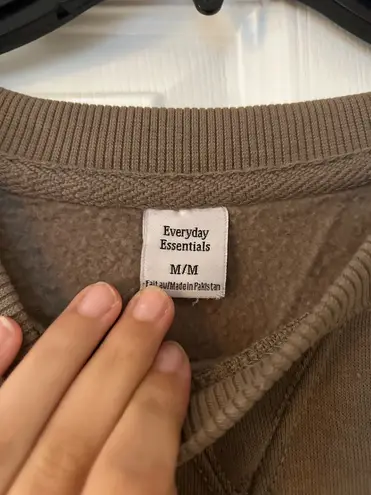 Everyday
Essentials
M/M
Fait au/Made in Pakistan